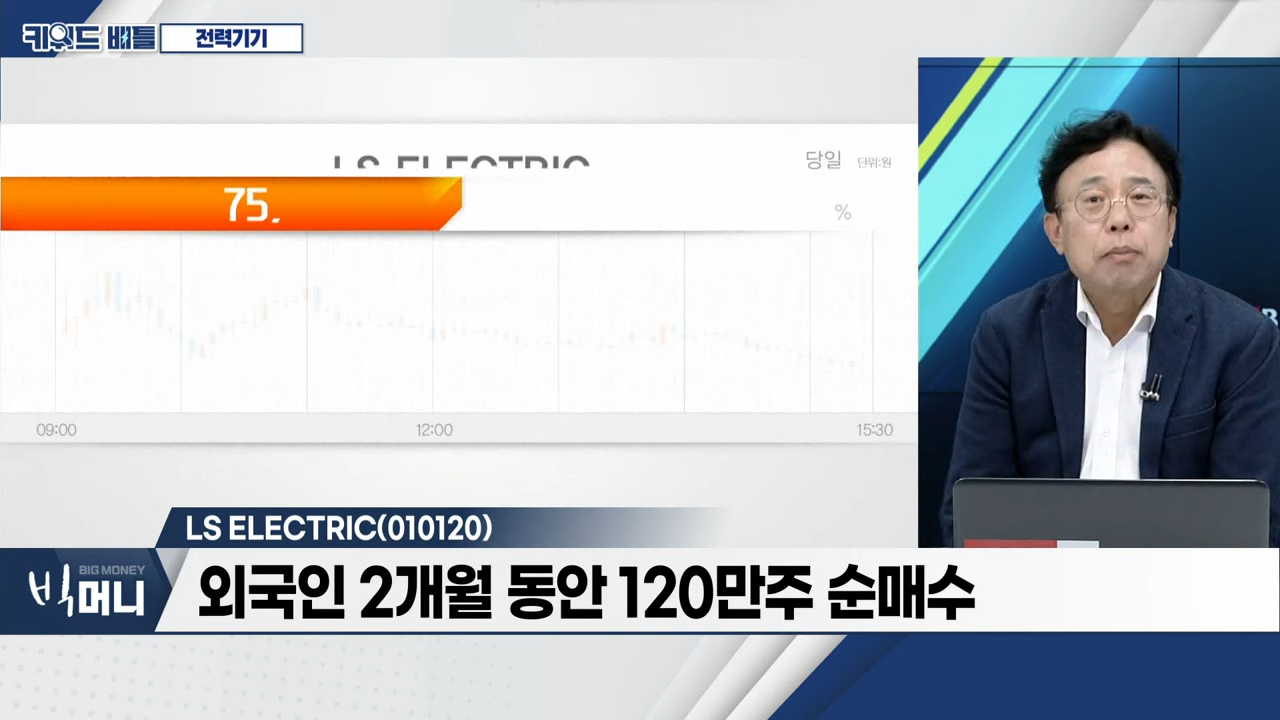 키워드 배틀 전력기기
LS ELECTRIC
당일 단위:원
75.
%
09:00 12:00 15:30
LS ELECTRIC(010120)
BIG MONEY
빅머니
외국인 2개월 동안 120만주 순매수